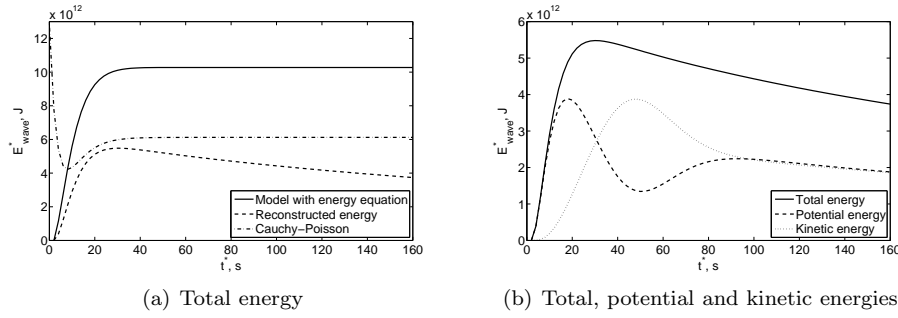 x 10^12
12
10
8
6
4
2
0
0 20 40 60 80 100 120 140 160
E*wave, J
t*, s
Model with energy equation
Reconstructed energy
Cauchy−Poisson
(a) Total energy
x 10^12
6
5
4
3
2
1
0
0 20 40 60 80 100 120 140 160
E*wave, J
t*, s
Total energy
Potential energy
Kinetic energy
(b) Total, potential and kinetic energies